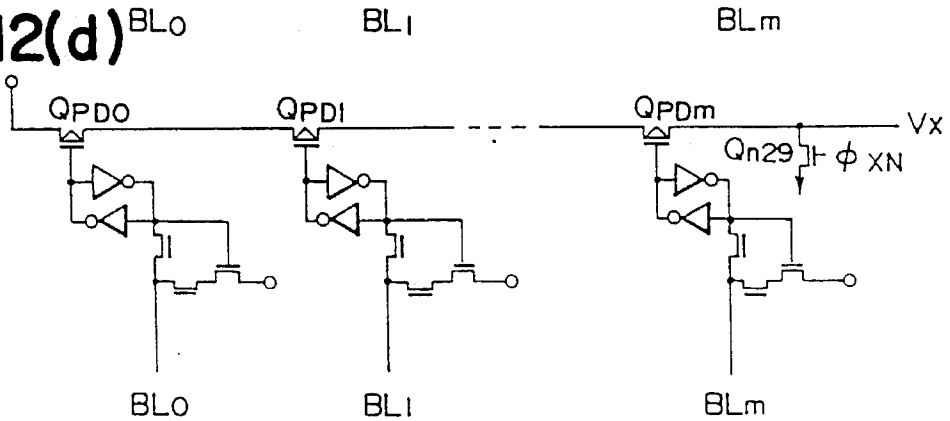 12(d)
BL0 BL1 BLm
QPD0 QPD1 QPDm
Vx
Qn29 ϕXN
BL0 BL1 BLm